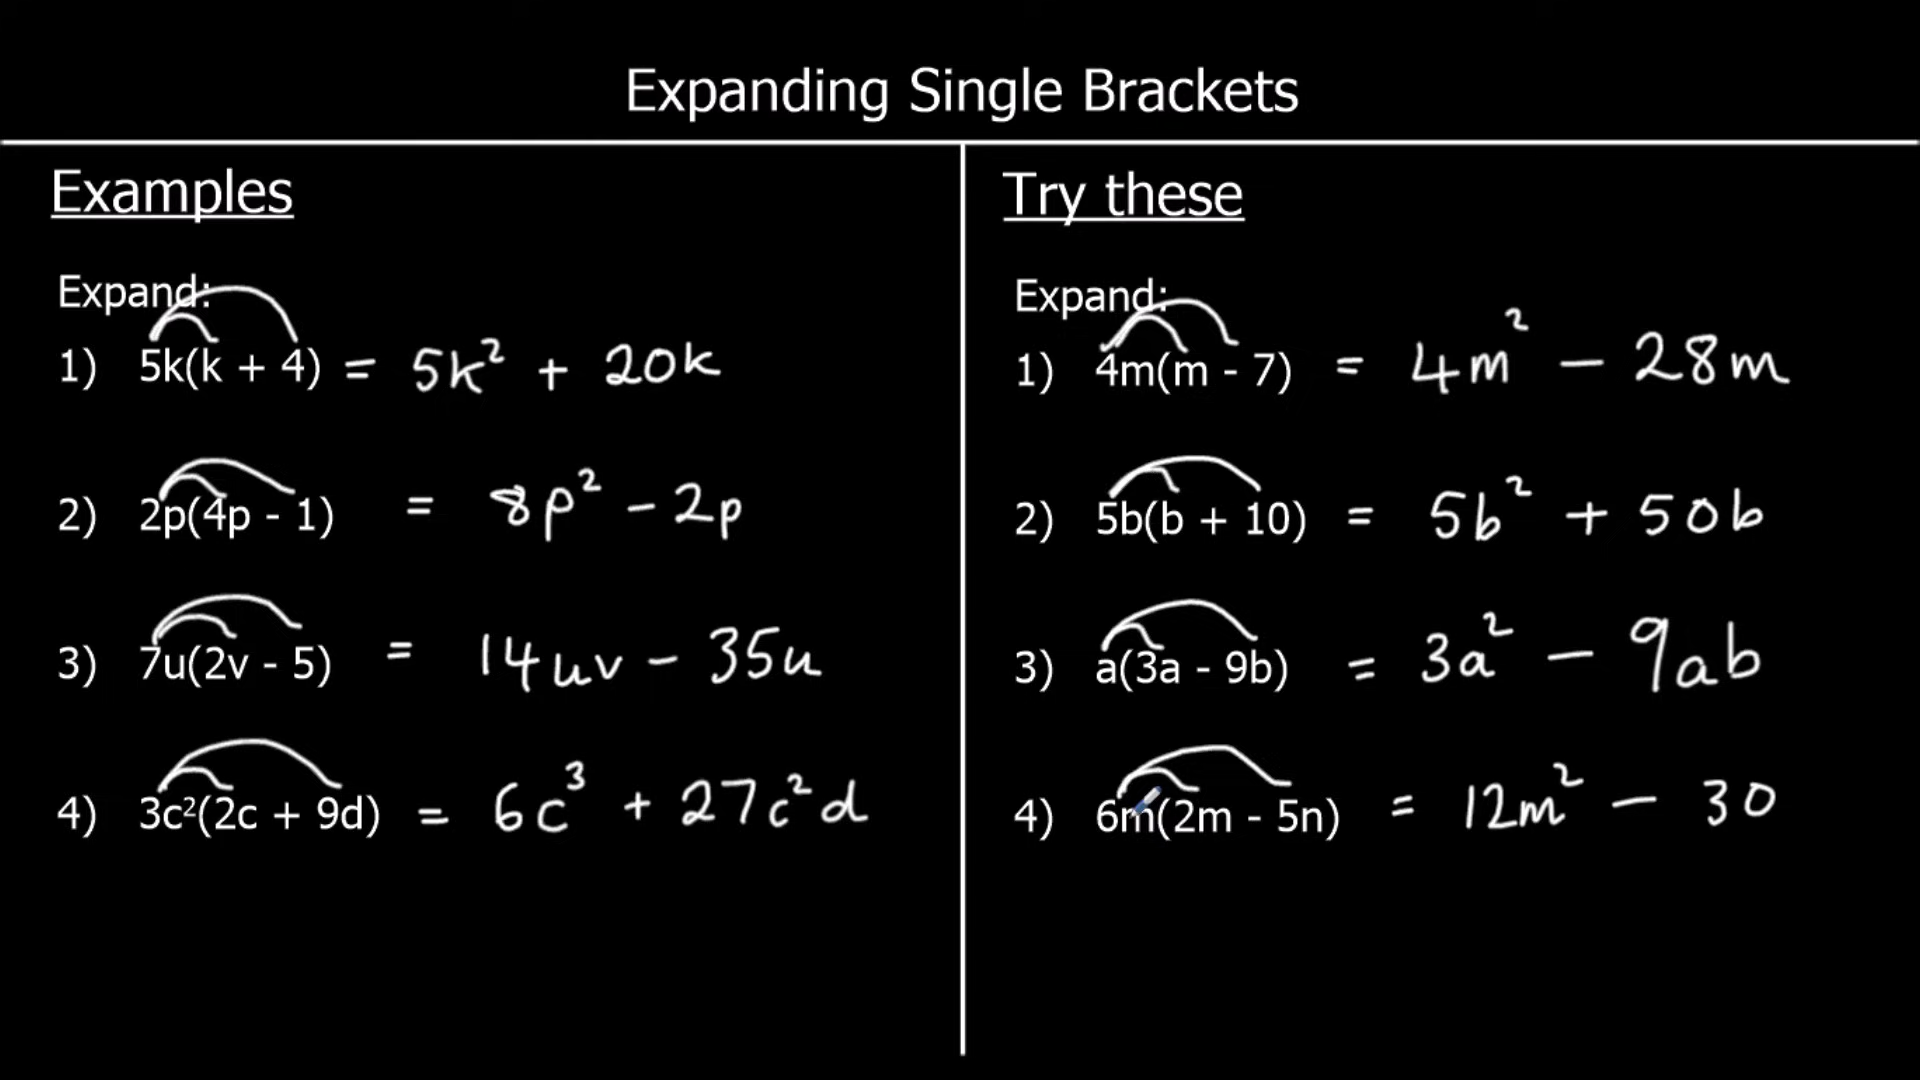 Expanding Single Brackets
Examples
Expand:
1) 5k(k + 4) = 5k² + 20k
2) 2p(4p - 1) = 8p² - 2p
3) 7u(2v - 5) = 14uv - 35u
4) 3c²(2c + 9d) = 6c³ + 27c²d
Try these
Expand:
1) 4m(m - 7) = 4m² - 28m
2) 5b(b + 10) = 5b² + 50b
3) a(3a - 9b) = 3a² - 9ab
4) 6m(2m - 5n) = 12m² - 30